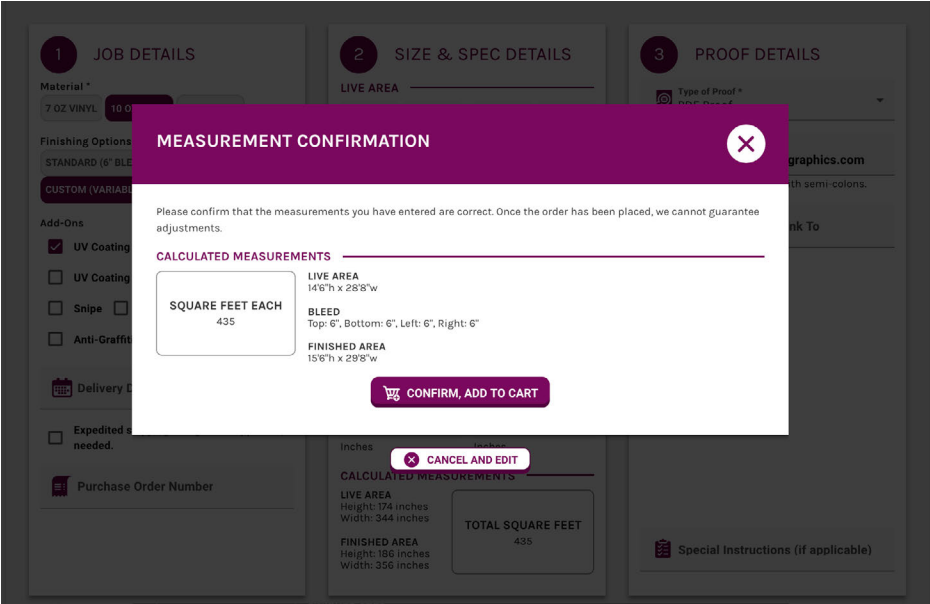 1 JOB DETAILS
Material *
7 OZ VINYL 10 O
Finishing Options
STANDARD (6" BLE
CUSTOM (VARIABL
Add-Ons
UV Coating
UV Coating
Snipe
Anti-Graffiti
Delivery D
Expedited s
needed.
Purchase Order Number
2 SIZE & SPEC DETAILS
LIVE AREA
3 PROOF DETAILS
Type of Proof *
PDF Proof
graphics.com
th semi-colons.
nk To
Special Instructions (if applicable)
MEASUREMENT CONFIRMATION
Please confirm that the measurements you have entered are correct. Once the order has been placed, we cannot guarantee
adjustments.
CALCULATED MEASUREMENTS
SQUARE FEET EACH
435
LIVE AREA
14'6"h x 28'8"w
BLEED
Top: 6", Bottom: 6", Left: 6", Right: 6"
FINISHED AREA
15'6"h x 29'8"w
CONFIRM, ADD TO CART
CANCEL AND EDIT
Inches Inches
CALCULATED MEASUREMENTS
LIVE AREA
Height: 174 inches
Width: 344 inches
FINISHED AREA
Height: 186 inches
Width: 356 inches
TOTAL SQUARE FEET
435